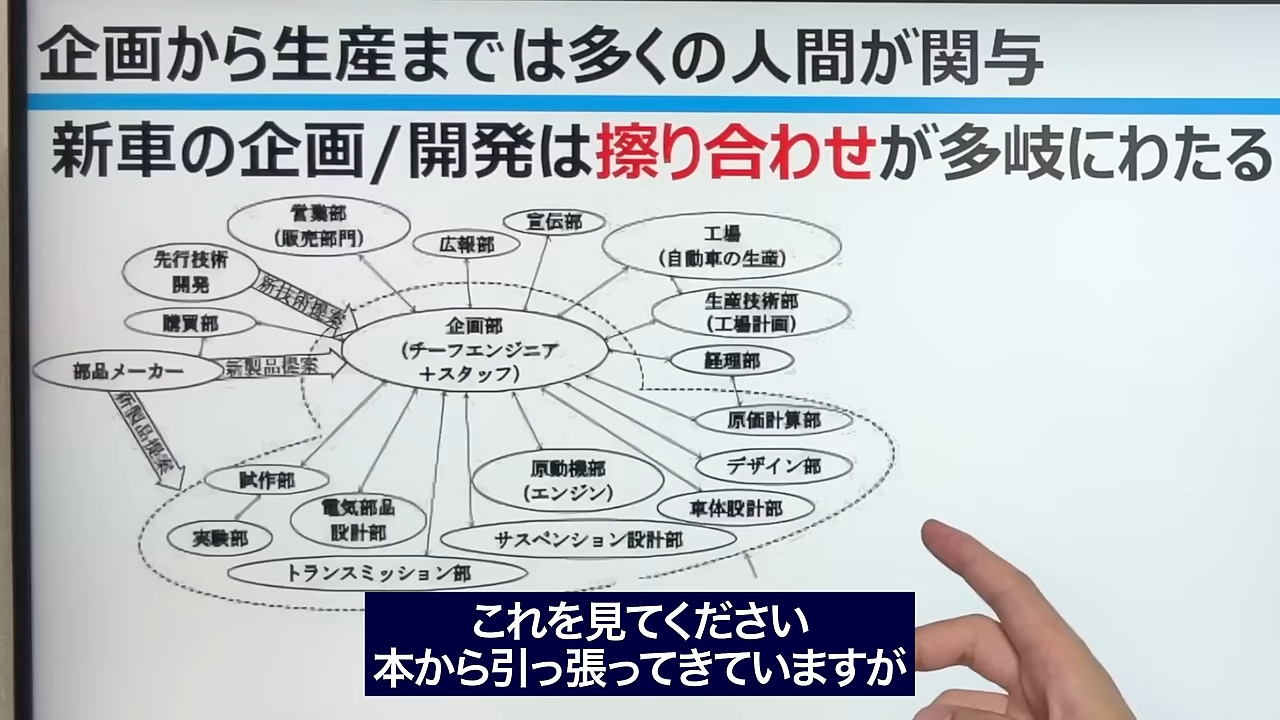 企画から生産までは多くの人間が関与
新車の企画/開発は擦り合わせが多岐にわたる
営業部
(販売部門)
広報部
宣伝部
工場
(自動車の生産)
先行技術
開発
新技術提案
生産技術部
(工場計画)
購買部
企画部
(チーフエンジニア
+スタッフ)
経理部
部品メーカー
新製品提案
新製品提案
原価計算部
デザイン部
試作部
原動機部
(エンジン)
車体設計部
電気部品
設計部
実験部
サスペンション設計部
トランスミッション部
これを見てください
本から引っ張ってきていますが